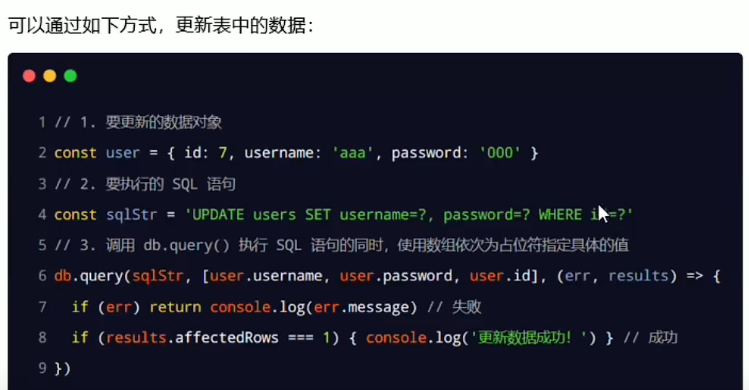 可以通过如下方式，更新表中的数据：
1 // 1. 要更新的数据对象
2 const user = { id: 7, username: 'aaa', password: '000' }
3 // 2. 要执行的 SQL 语句
4 const sqlStr = 'UPDATE users SET username=?, password=? WHERE id=?'
5 // 3. 调用 db.query() 执行 SQL 语句的同时，使用数组依次为占位符指定具体的值
6 db.query(sqlStr, [user.username, user.password, user.id], (err, results) => {
7 if (err) return console.log(err.message) // 失败
8 if (results.affectedRows === 1) { console.log('更新数据成功！') } // 成功
9 })